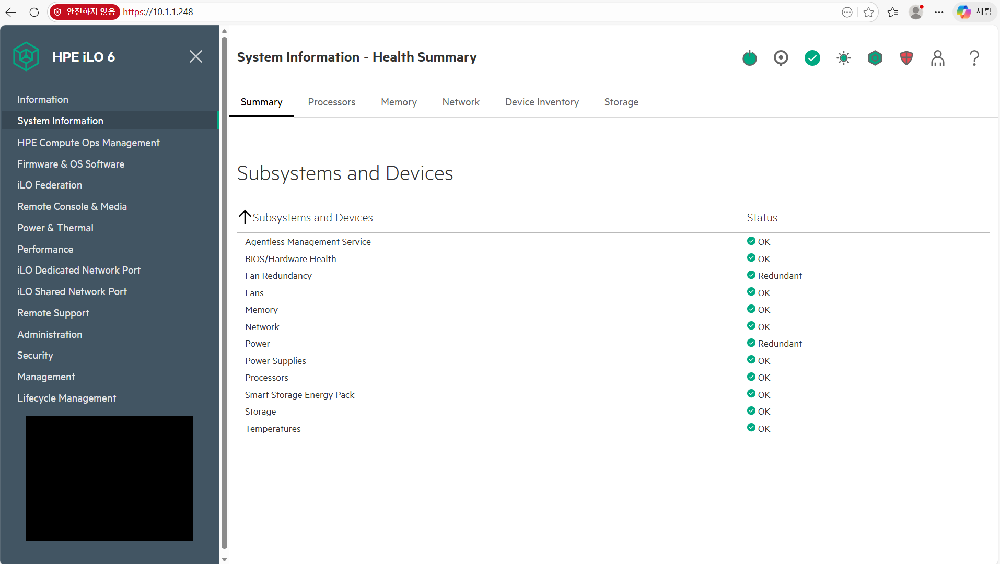 안전하지 않음 https://10.1.1.248 채팅
HPE iLO 6
Information
System Information
HPE Compute Ops Management
Firmware & OS Software
iLO Federation
Remote Console & Media
Power & Thermal
Performance
iLO Dedicated Network Port
iLO Shared Network Port
Remote Support
Administration
Security
Management
Lifecycle Management
System Information - Health Summary
Summary Processors Memory Network Device Inventory Storage
Subsystems and Devices
Subsystems and Devices Status
Agentless Management Service OK
BIOS/Hardware Health OK
Fan Redundancy Redundant
Fans OK
Memory OK
Network OK
Power Redundant
Power Supplies OK
Processors OK
Smart Storage Energy Pack OK
Storage OK
Temperatures OK